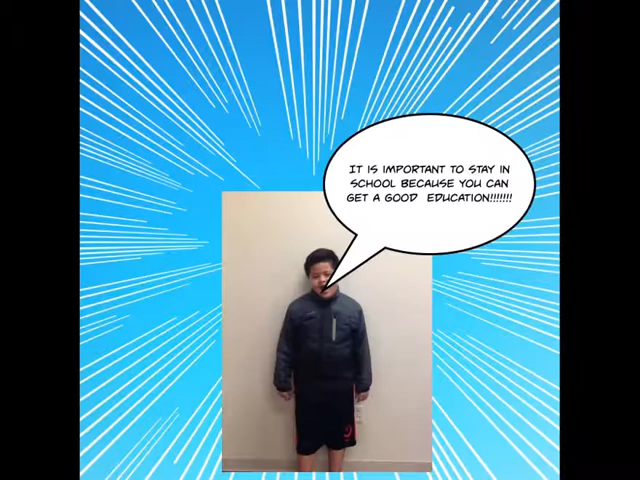 IT IS IMPORTANT TO STAY IN
SCHOOL BECAUSE YOU CAN
GET A GOOD EDUCATION!!!!!!!